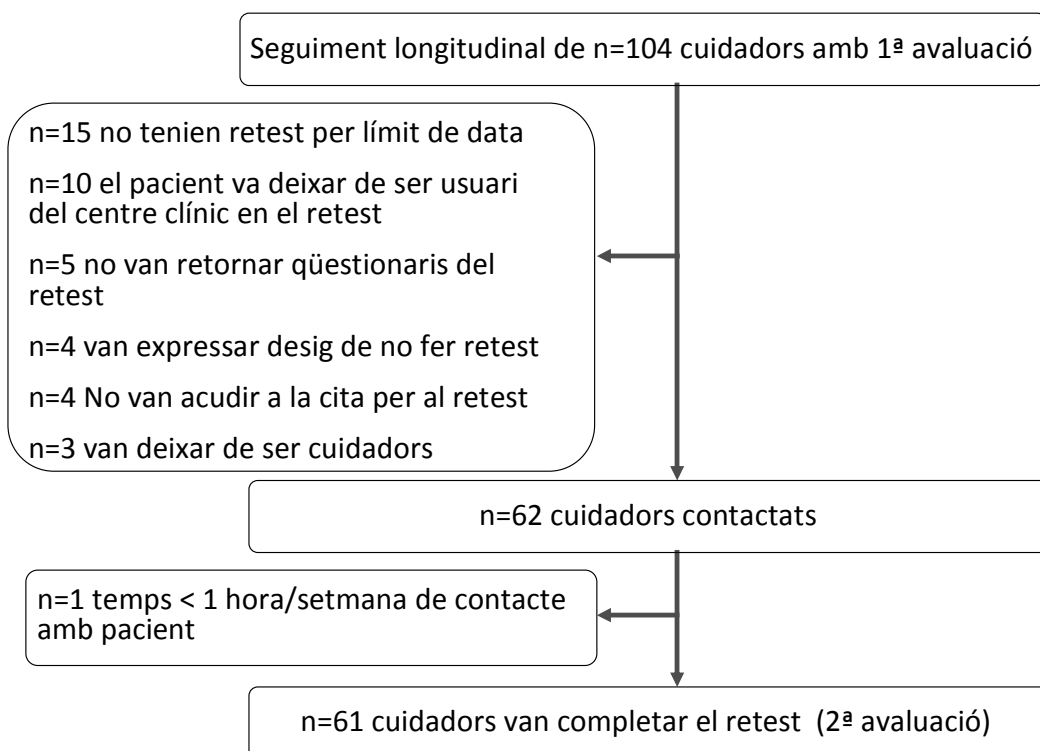 Seguiment longitudinal de n=104 cuidadors amb 1ª avaluació
n=15 no tenien retest per límit de data
n=10 el pacient va deixar de ser usuari
del centre clínic en el retest
n=5 no van retornar qüestionaris del
retest
n=4 van expressar desig de no fer retest
n=4 No van acudir a la cita per al retest
n=3 van deixar de ser cuidadors
n=62 cuidadors contactats
n=1 temps < 1 hora/setmana de contacte
amb pacient
n=61 cuidadors van completar el retest (2ª avaluació)